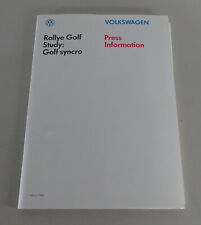 VOLKSWAGEN
Rallye Golf
Study:
Golf syncro
Press
Information